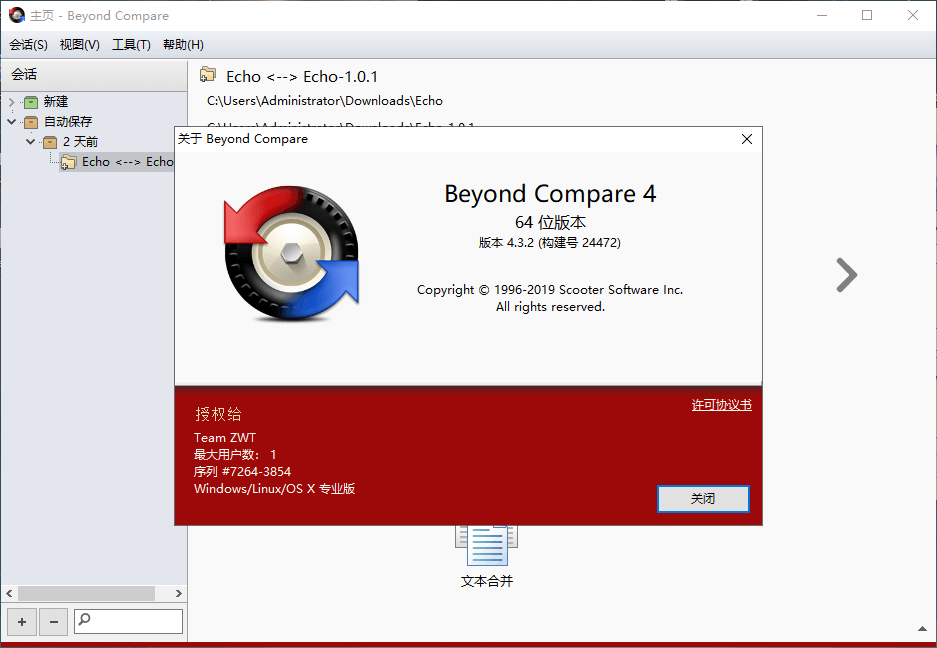 主页 - Beyond Compare
会话(S) 视图(V) 工具(T) 帮助(H)
会话
新建
自动保存
2 天前
Echo <--> Echo
Echo <--> Echo-1.0.1
C:\Users\Administrator\Downloads\Echo
C:\Users\Administrator\Downloads\Echo-1.0.1
关于 Beyond Compare
Beyond Compare 4
64 位版本
版本 4.3.2 (构建号 24472)
Copyright © 1996-2019 Scooter Software Inc.
All rights reserved.
授权给
许可协议书
Team ZWT
最大用户数： 1
序列 #7264-3854
Windows/Linux/OS X 专业版
关闭
文本合并